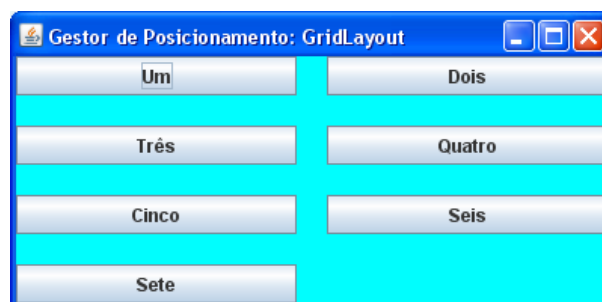 Gestor de Posicionamento: GridLayout
Um Dois
Três Quatro
Cinco Seis
Sete